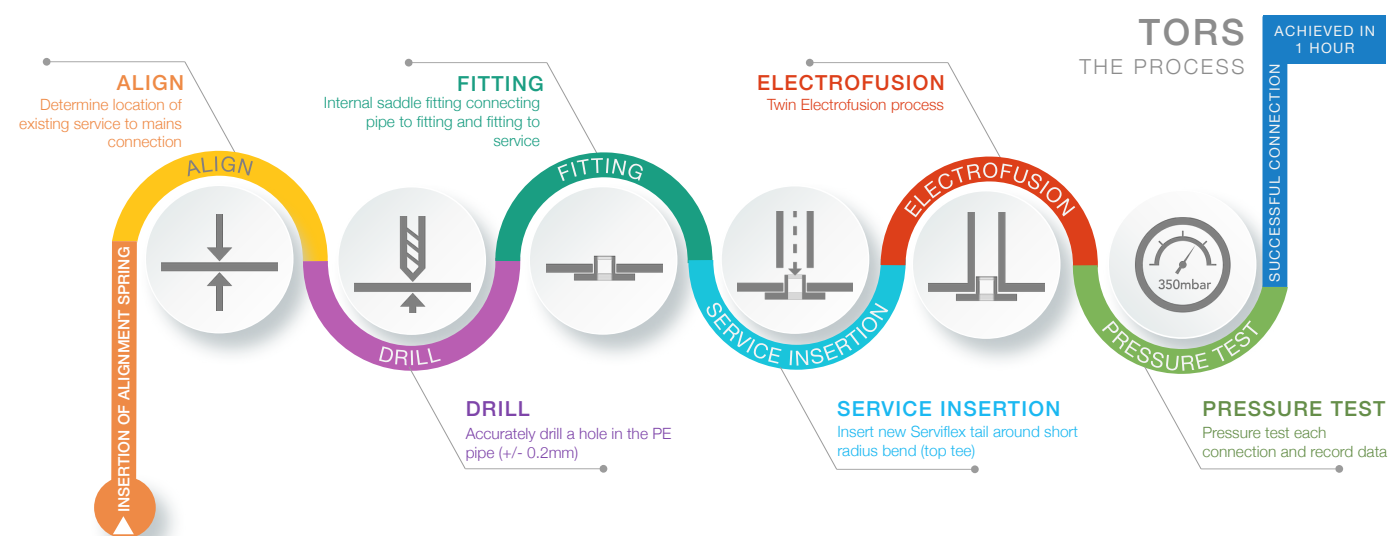 TORS
THE PROCESS
ACHIEVED IN
1 HOUR
SUCCESSFUL CONNECTION
INSERTION OF ALIGNMENT SPRING
ALIGN
Determine location of
existing service to mains
connection
ALIGN
DRILL
DRILL
Accurately drill a hole in the PE
pipe (+/- 0.2mm)
FITTING
Internal saddle fitting connecting
pipe to fitting and fitting to
service
FITTING
SERVICE INSERTION
SERVICE INSERTION
Insert new Serviflex tail around short
radius bend (top tee)
ELECTROFUSION
Twin Electrofusion process
ELECTROFUSION
350mbar
PRESSURE TEST
PRESSURE TEST
Pressure test each
connection and record data